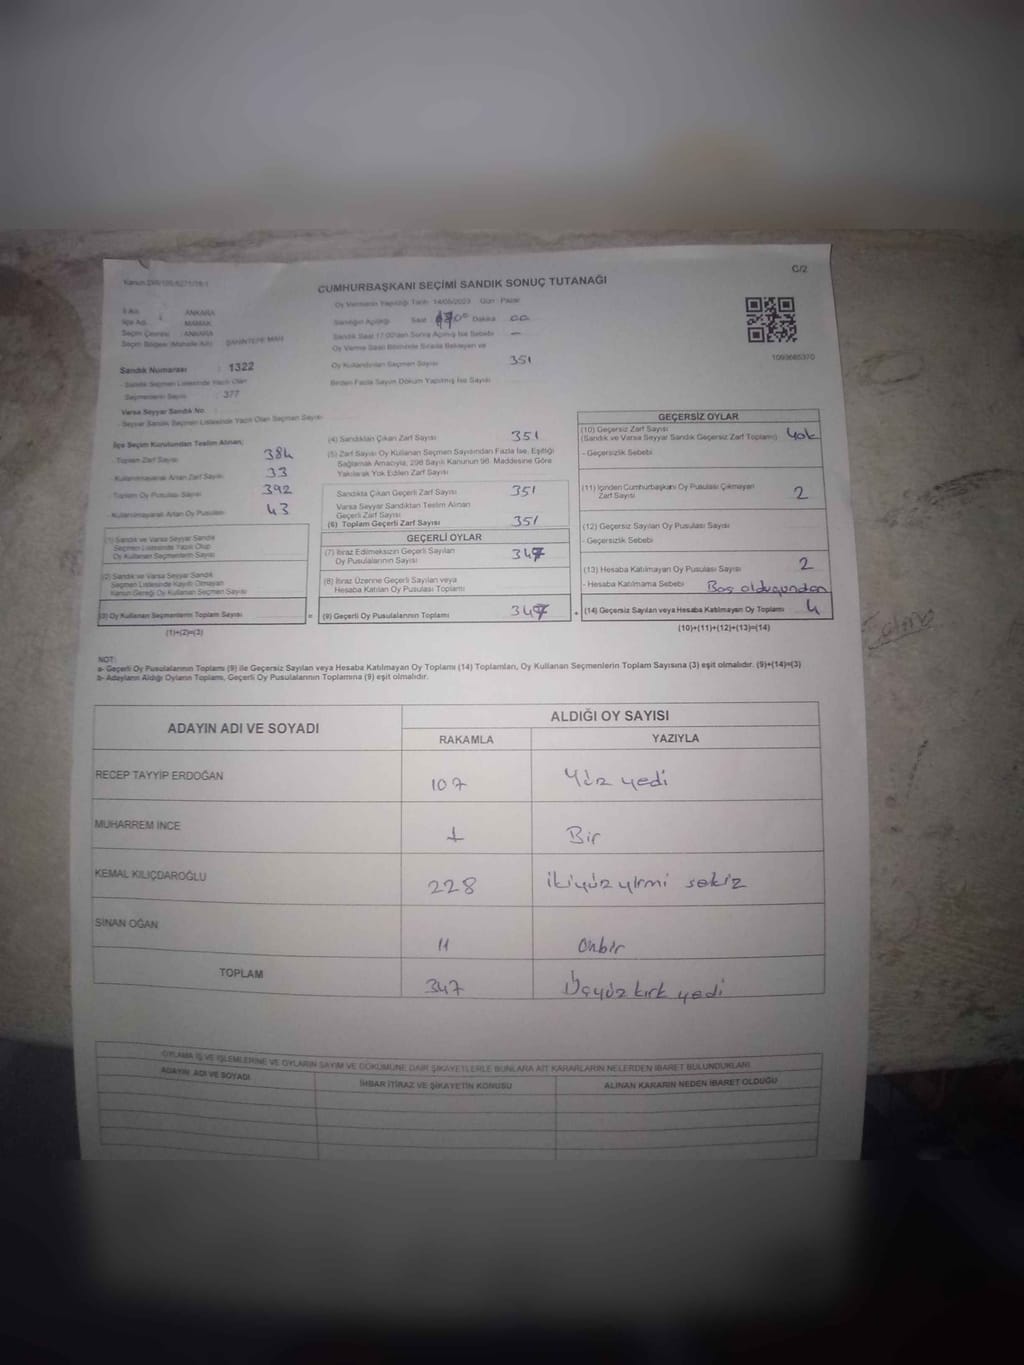 C/2
CUMHURBAŞKANI SEÇİMİ SANDIK SONUÇ TUTANAĞI
Oy Vermenin Yapıldığı Tarih: 14/05/2023 Gün: Pazar
İl Adı : ANKARA
İlçe Adı : MAMAK
Seçim Çevresi : ANKARA
Seçim Bölgesi (Mahalle/Köy) : ŞAHİNTEPE MAH
Sandık Numarası : 1322
- Sandık Seçmen Listesinde Yazılı Olan
Seçmenlerin Sayısı : 377
Varsa Seyyar Sandık No
- Seyyar Sandık Seçmen Listesinde Yazılı Olan Seçmen Sayısı
Sandığın Açıldığı Saat Dakika 00
Sandık Saat 17:00'dan Sonra Açılmış İse Sebebi –
Oy Verme Saati Bitiminde Sırada Bekleyen ve
Oy Kullandırılan Seçmen Sayısı 351
Birden Fazla Sayım Döküm Yapılmış İse Sayısı
1093685370
İlçe Seçim Kurulundan Teslim Alınan;
- Toplam Zarf Sayısı 384
- Kullanılmayarak Artan Zarf Sayısı 33
- Toplam Oy Pusulası Sayısı 392
- Kullanılmayarak Artan Oy Pusulası 43
(1) Sandık ve Varsa Seyyar Sandık
Seçmen Listesinde Yazılı Olup
Oy Kullanan Seçmenlerin Sayısı
(2) Sandık ve Varsa Seyyar Sandık
Seçmen Listesinde Kayıtlı Olmayan
Kanun Gereği Oy Kullanan Seçmen Sayısı
(3) Oy Kullanan Seçmenlerin Toplam Sayısı =
(1)+(2)=(3)
(4) Sandıktan Çıkan Zarf Sayısı 351
(5) Zarf Sayısı Oy Kullanan Seçmen Sayısından Fazla İse, Eşitliği
Sağlamak Amacıyla, 298 Sayılı Kanunun 98. Maddesine Göre
Yakılarak Yok Edilen Zarf Sayısı
Sandıkta Çıkan Geçerli Zarf Sayısı 351
Varsa Seyyar Sandıktan Teslim Alınan
Geçerli Zarf Sayısı
(6) Toplam Geçerli Zarf Sayısı 351
GEÇERLİ OYLAR
(7) İtiraz Edilmeksizin Geçerli Sayılan
Oy Pusulalarının Sayısı 347
(8) İtiraz Üzerine Geçerli Sayılan veya
Hesaba Katılan Oy Pusulası Toplamı
(9) Geçerli Oy Pusulalarının Toplamı 347 +
GEÇERSİZ OYLAR
(10) Geçersiz Zarf Sayısı
(Sandık ve Varsa Seyyar Sandık Geçersiz Zarf Toplamı) Yok
- Geçersizlik Sebebi
(11) İçinden Cumhurbaşkanı Oy Pusulası Çıkmayan
Zarf Sayısı 2
(12) Geçersiz Sayılan Oy Pusulası Sayısı
- Geçersizlik Sebebi
(13) Hesaba Katılmayan Oy Pusulası Sayısı 2
- Hesaba Katılmama Sebebi Boş olduğundan
(14) Geçersiz Sayılan veya Hesaba Katılmayan Oy Toplamı 4
(10)+(11)+(12)+(13)=(14)
NOT:
a- Geçerli Oy Pusulalarının Toplamı (9) ile Geçersiz Sayılan veya Hesaba Katılmayan Oy Toplamı (14) Toplamları, Oy Kullanan Seçmenlerin Toplam Sayısına (3) eşit olmalıdır. (9)+(14)=(3)
b- Adayların Aldığı Oyların Toplamı, Geçerli Oy Pusulalarının Toplamına (9) eşit olmalıdır.
ADAYIN ADI VE SOYADI
ALDIĞI OY SAYISI
RAKAMLA YAZIYLA
RECEP TAYYİP ERDOĞAN 107 Yüz yedi
MUHARREM İNCE 1 Bir
KEMAL KILIÇDAROĞLU 228 ikiyüz yirmi sekiz
SİNAN OĞAN 11 Onbir
TOPLAM 347 Üçyüz kırk yedi
OYLAMA İŞ VE İŞLEMLERİNE VE OYLARIN SAYIM VE DÖKÜMÜNE DAİR ŞİKAYETLERLE BUNLARA AİT KARARLARIN NELERDEN İBARET BULUNDUKLARI
ADAYIN ADI VE SOYADI İHBAR İTİRAZ VE ŞİKAYETİN KONUSU ALINAN KARARIN NEDEN İBARET OLDUĞU